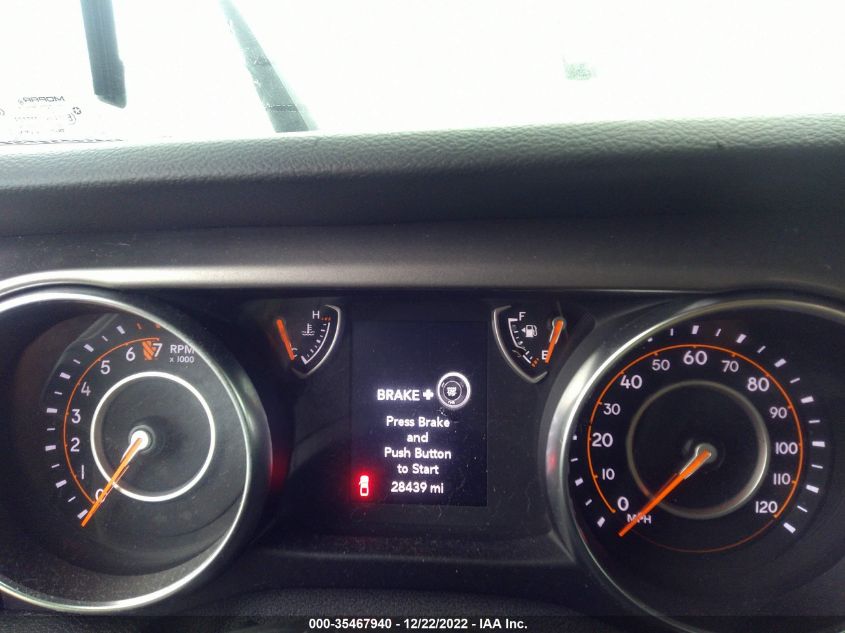 MOPAR
RPM
x 1000
0
1
2
3
4
5
6
7
H
C
F
E
BRAKE +
Press Brake
and
Push Button
to Start
28439 mi
0
10
20
30
40
50
60
70
80
90
100
110
120
MPH
000-35467940 - 12/22/2022 - IAA Inc.